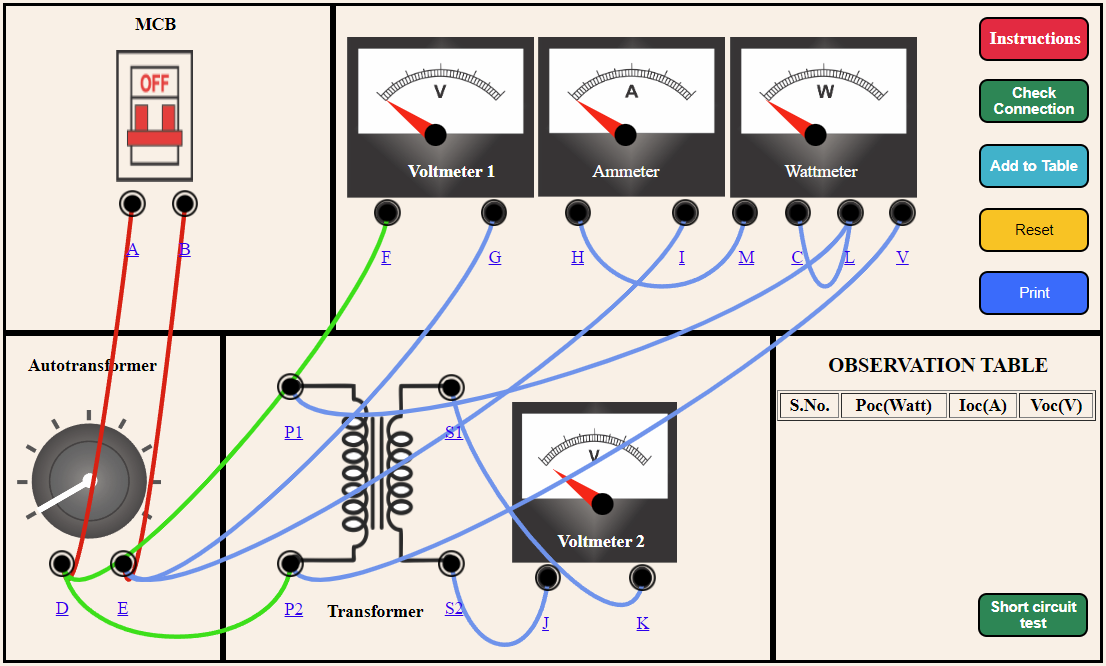 MCB
OFF
A
B
V
Voltmeter 1
A
Ammeter
W
Wattmeter
F
G
H
I
M
C
L
V
Instructions
Check
Connection
Add to Table
Reset
Print
Autotransformer
D
E
P1
P2
S1
S2
Transformer
V
Voltmeter 2
J
K
OBSERVATION TABLE
S.No. Poc(Watt) Ioc(A) Voc(V)
Short circuit
test